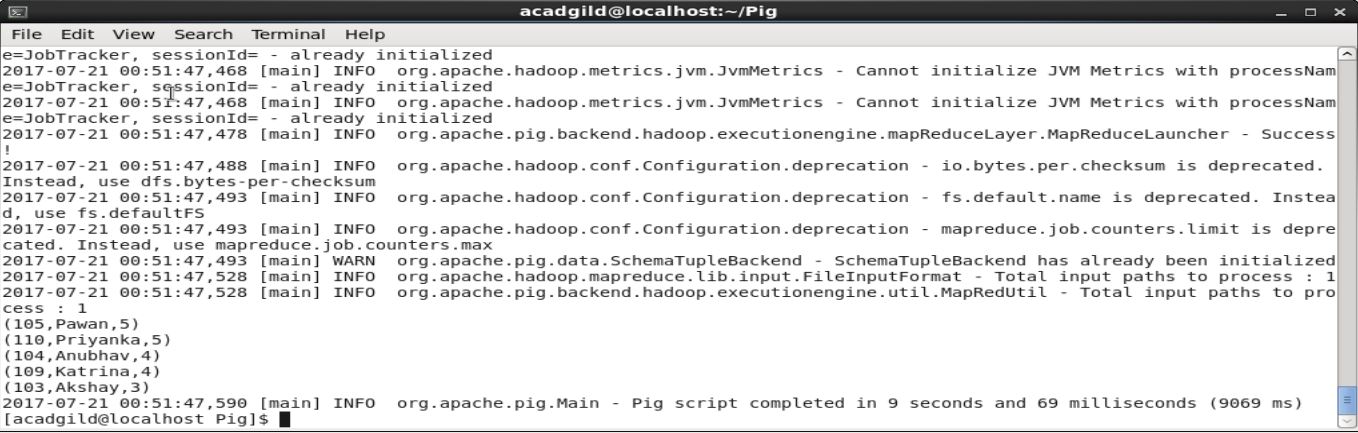 acadgild@localhost:~/Pig
File Edit View Search Terminal Help
e=JobTracker, sessionId= - already initialized
2017-07-21 00:51:47,468 [main] INFO  org.apache.hadoop.metrics.jvm.JvmMetrics - Cannot initialize JVM Metrics with processNam
e=JobTracker, sessionId= - already initialized
2017-07-21 00:51:47,468 [main] INFO  org.apache.hadoop.metrics.jvm.JvmMetrics - Cannot initialize JVM Metrics with processNam
e=JobTracker, sessionId= - already initialized
2017-07-21 00:51:47,478 [main] INFO  org.apache.pig.backend.hadoop.executionengine.mapReduceLayer.MapReduceLauncher - Success
!
2017-07-21 00:51:47,488 [main] INFO  org.apache.hadoop.conf.Configuration.deprecation - io.bytes.per.checksum is deprecated.
Instead, use dfs.bytes-per-checksum
2017-07-21 00:51:47,493 [main] INFO  org.apache.hadoop.conf.Configuration.deprecation - fs.default.name is deprecated. Instea
d, use fs.defaultFS
2017-07-21 00:51:47,493 [main] INFO  org.apache.hadoop.conf.Configuration.deprecation - mapreduce.job.counters.limit is depre
cated. Instead, use mapreduce.job.counters.max
2017-07-21 00:51:47,493 [main] WARN  org.apache.pig.data.SchemaTupleBackend - SchemaTupleBackend has already been initialized
2017-07-21 00:51:47,528 [main] INFO  org.apache.hadoop.mapreduce.lib.input.FileInputFormat - Total input paths to process : 1
2017-07-21 00:51:47,528 [main] INFO  org.apache.pig.backend.hadoop.executionengine.util.MapRedUtil - Total input paths to pro
cess : 1
(105,Pawan,5)
(110,Priyanka,5)
(104,Anubhav,4)
(109,Katrina,4)
(103,Akshay,3)
2017-07-21 00:51:47,590 [main] INFO  org.apache.pig.Main - Pig script completed in 9 seconds and 69 milliseconds (9069 ms)
[acadgild@localhost Pig]$